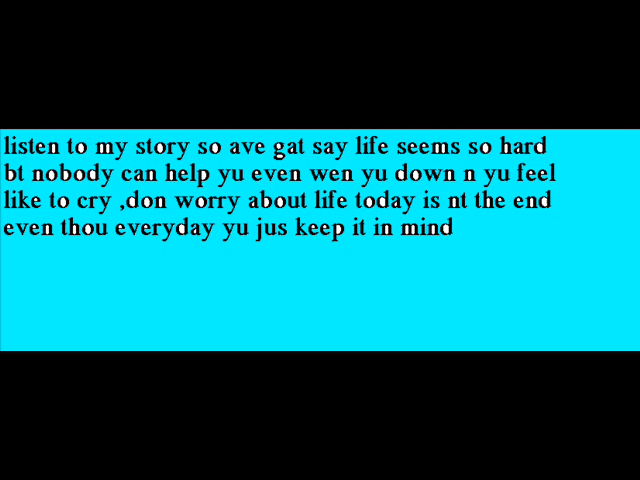 listen to my story so ave gat say life seems so hard
bt nobody can help yu even wen yu down n yu feel
like to cry ,don worry about life today is nt the end
even thou everyday yu jus keep it in mind